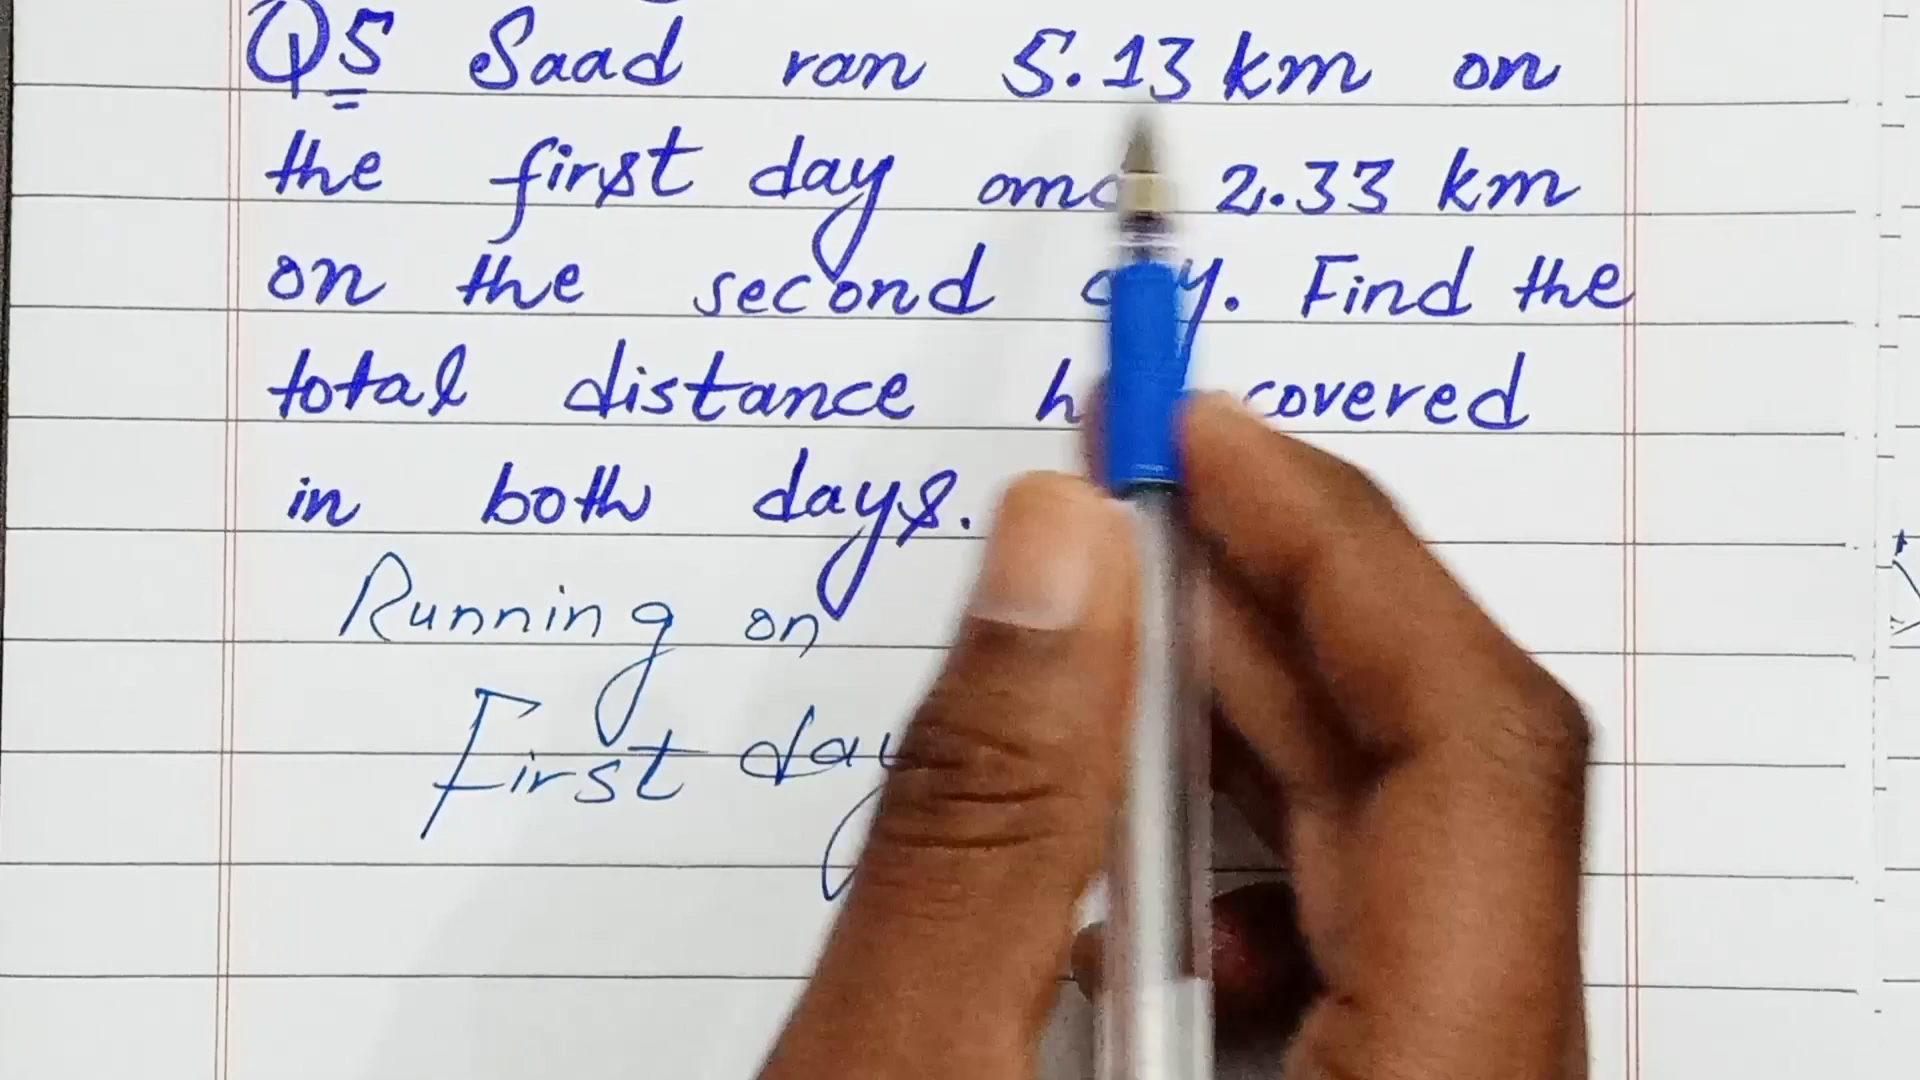 Q5 Saad ran 5.13 km on
the first day 2.33 km
on the second Find the
total distance covered
in both days.
Running on
First day